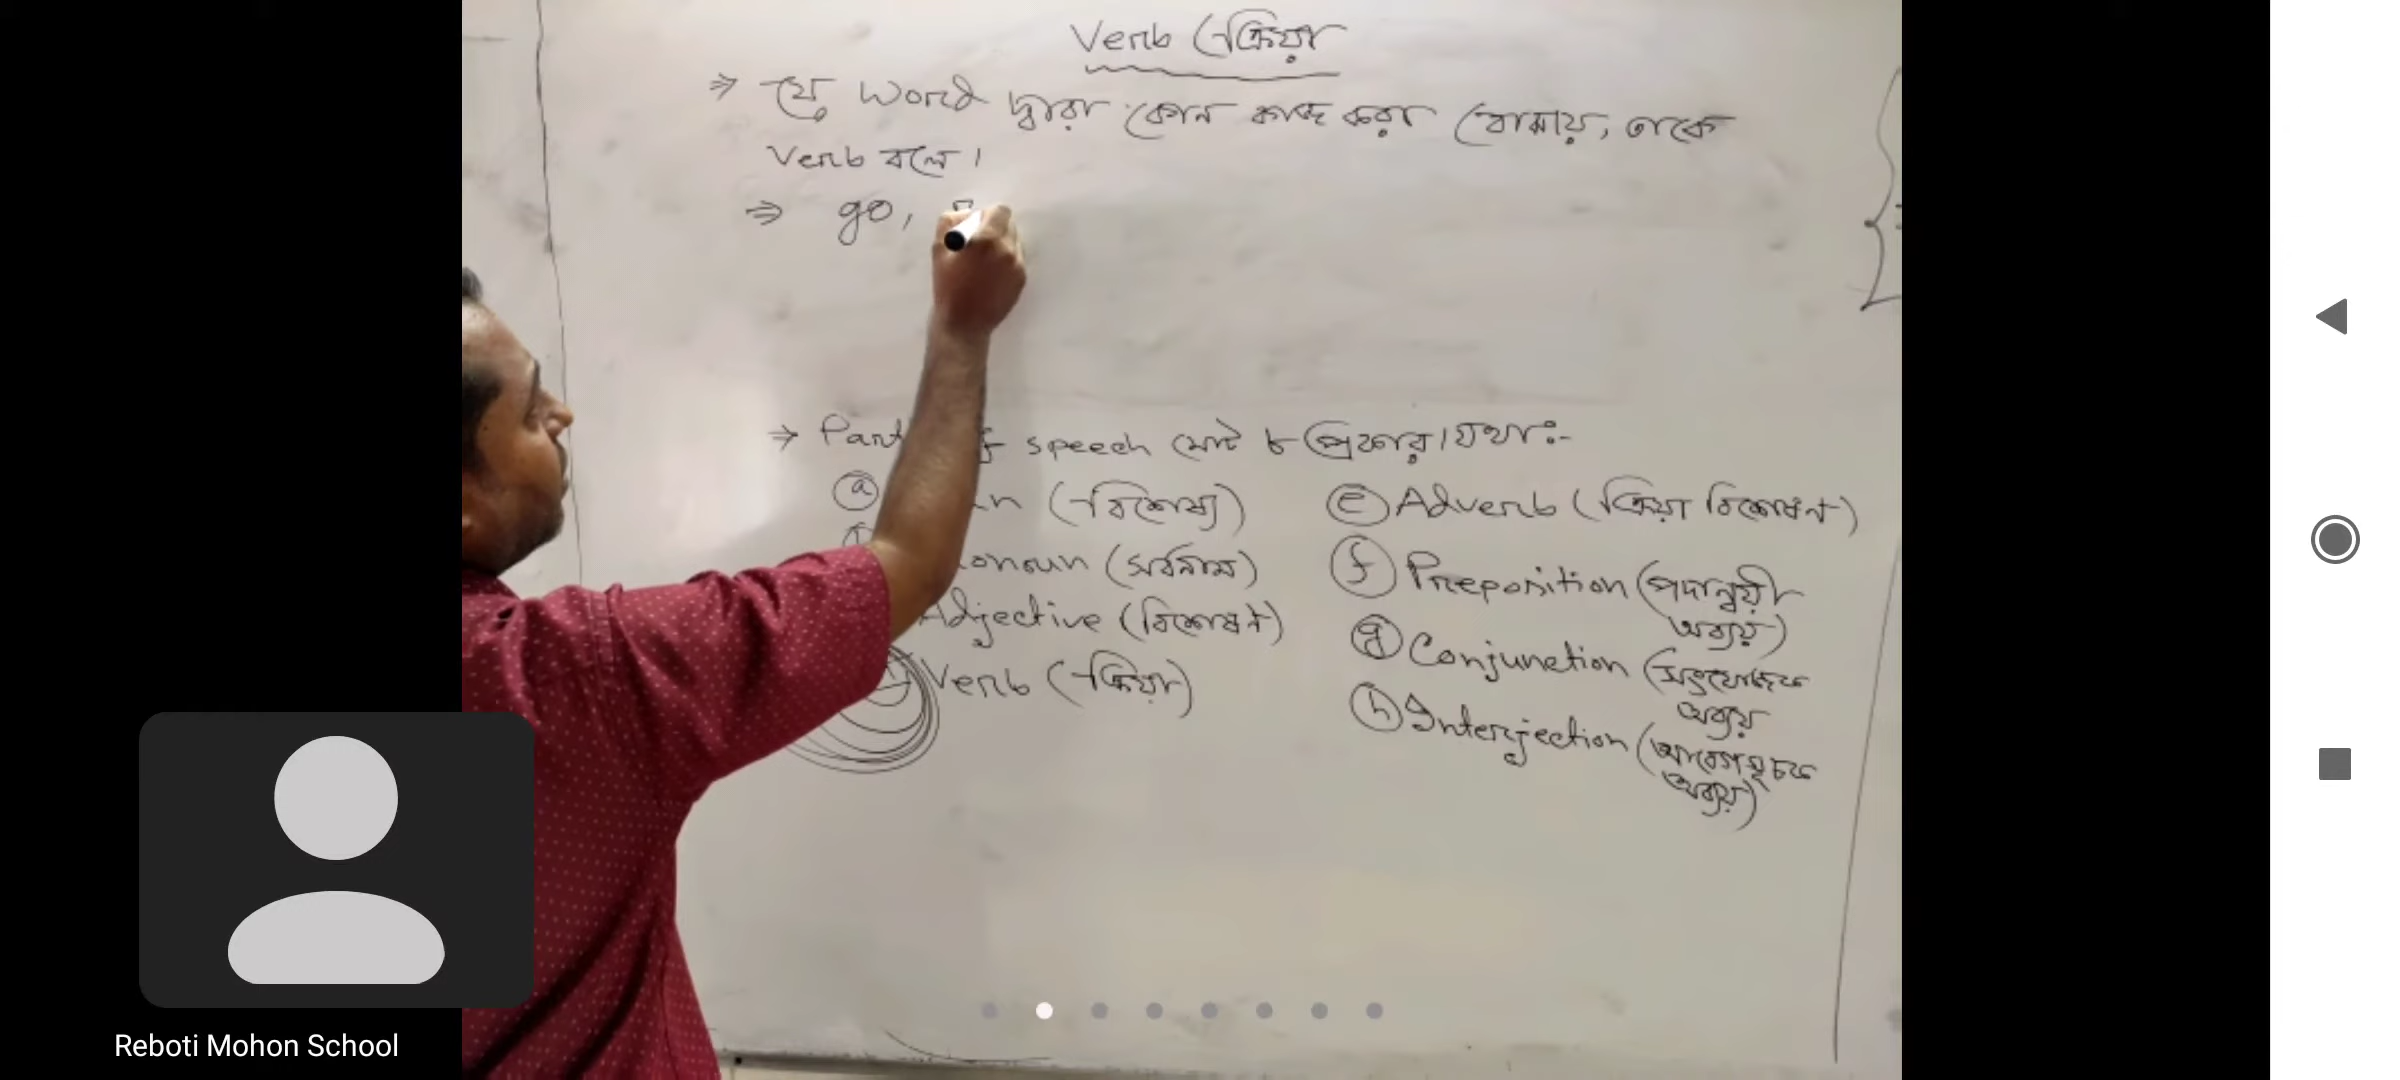 Verb (ক্রিয়া
⇒ যে Word দ্বারা কোন কাজ করা বোঝায়, তাকে
Verb বলে।
⇒ go,
⇒ Part f speech মোট ৮ প্রকার। যথাঃ-
ⓐ n (বিশেষ্য)
onoun (সর্বনাম)
Adjective (বিশেষণ)
Verb (ক্রিয়া)
ⓔ Adverb (ক্রিয়া বিশেষণ)
ⓕ Preposition (পদান্বয়ী
অব্যয়)
ⓖ Conjunction (সংযোজক
অব্যয়
ⓗ Interjection (আবেগসূচক
অব্যয়)
Reboti Mohon School